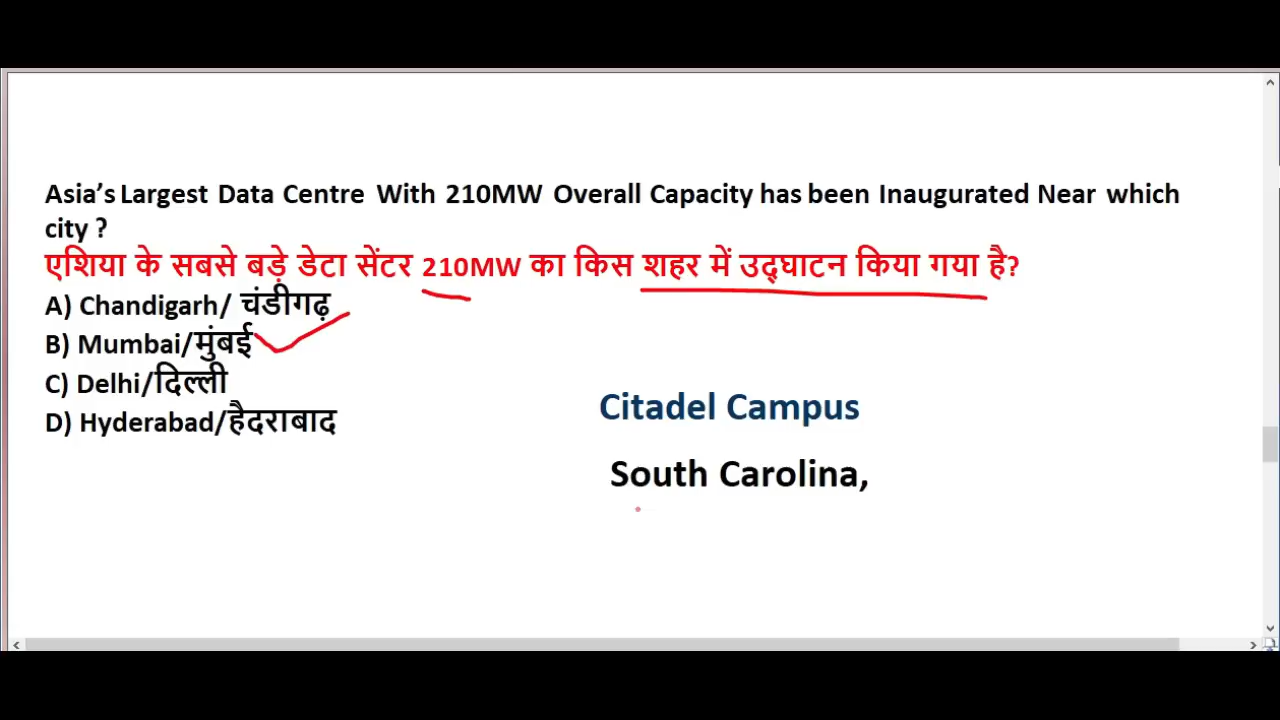 Asia's Largest Data Centre With 210MW Overall Capacity has been Inaugurated Near which
city ?
एशिया के सबसे बड़े डेटा सेंटर 210MW का किस शहर में उद्घाटन किया गया है?
A) Chandigarh/ चंडीगढ़
B) Mumbai/मुंबई
C) Delhi/दिल्ली
D) Hyderabad/हैदराबाद
Citadel Campus
South Carolina,